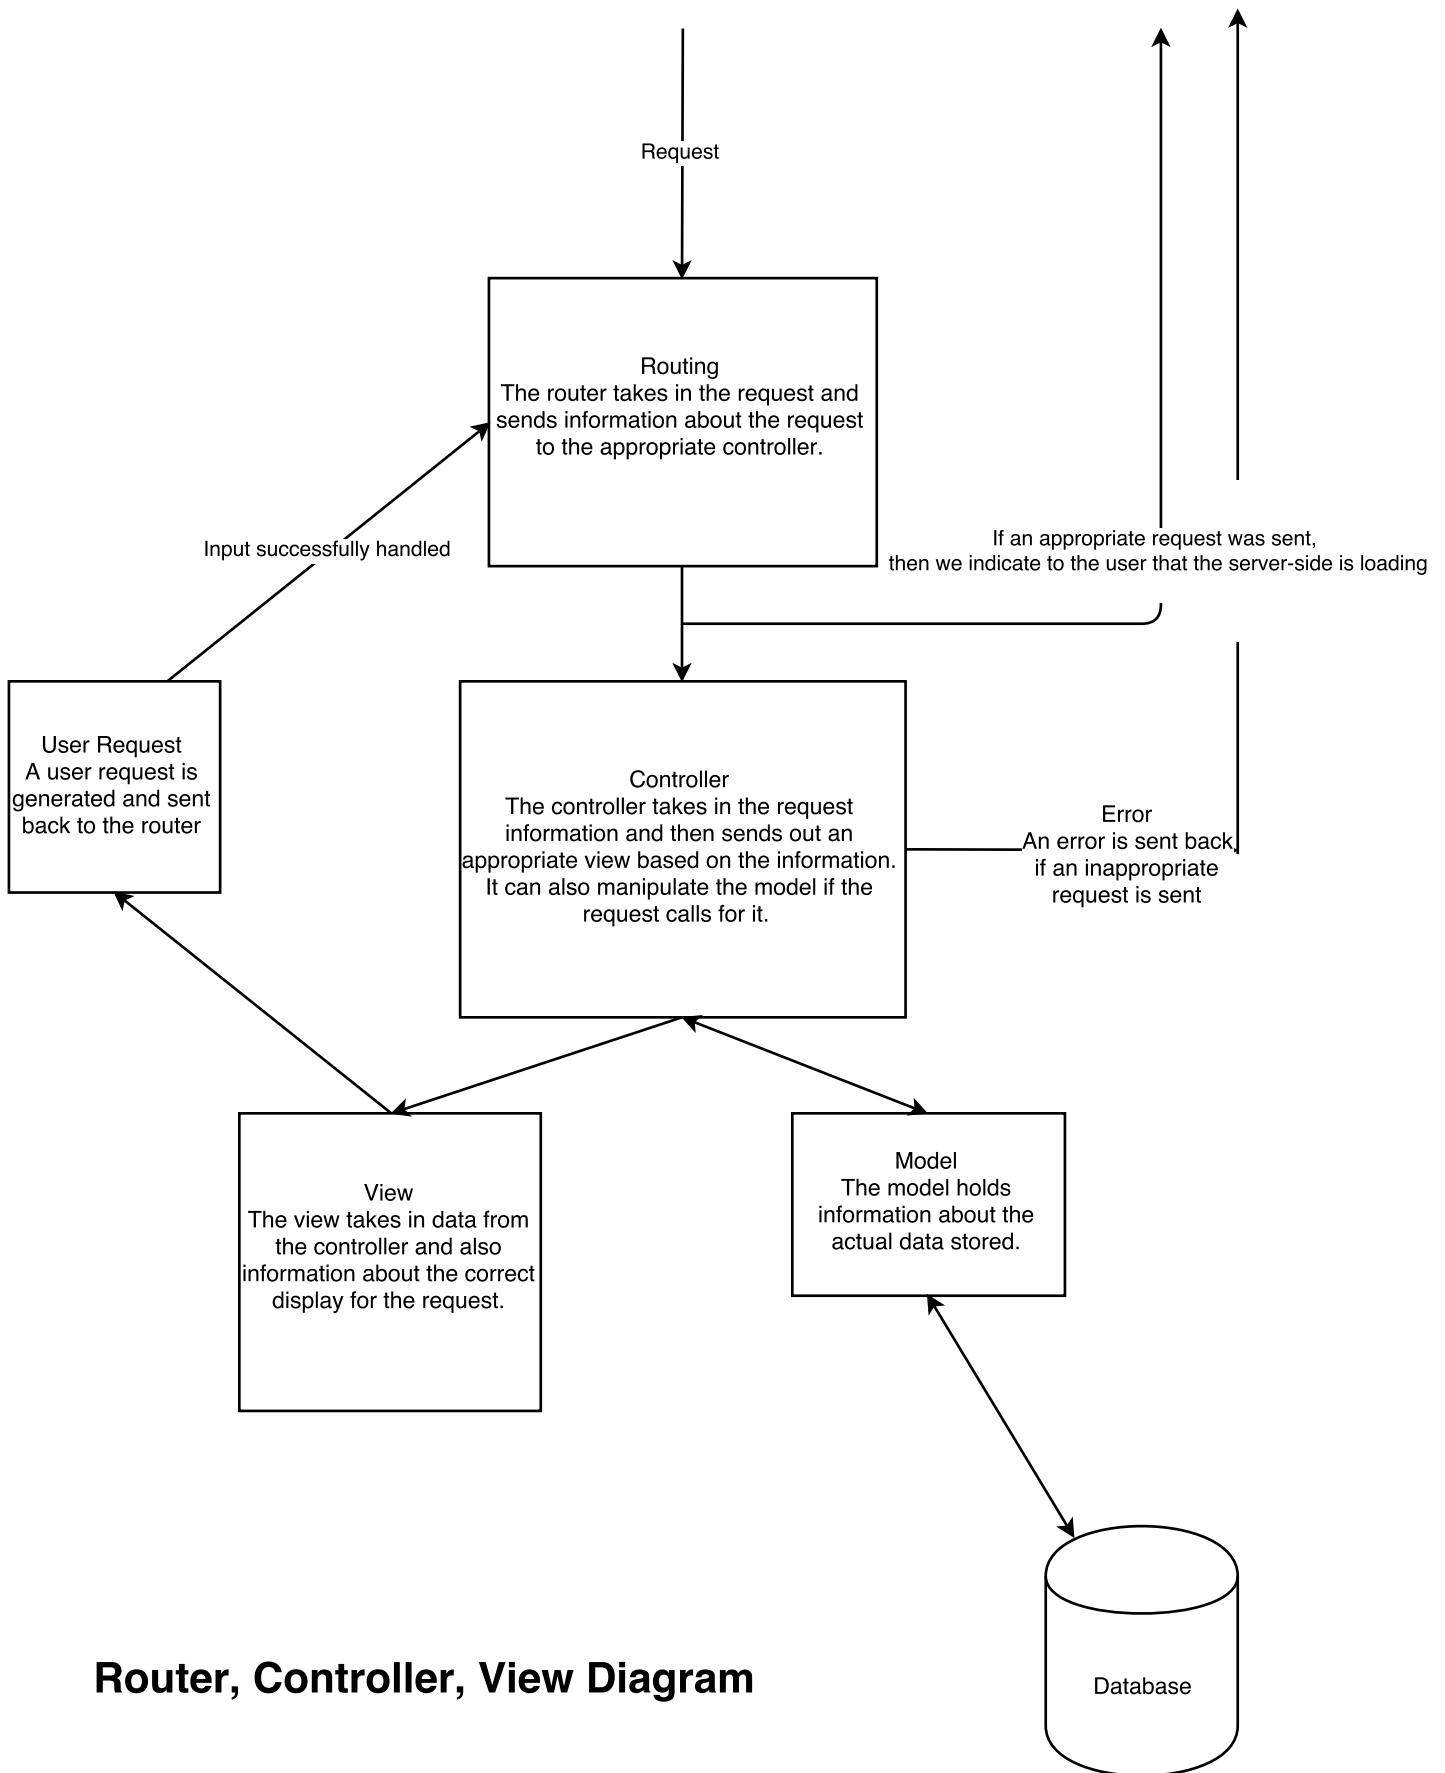 Request
Routing
The router takes in the request and
sends information about the request
to the appropriate controller.
Input successfully handled
If an appropriate request was sent,
then we indicate to the user that the server-side is loading
User Request
A user request is
generated and sent
back to the router
Controller
The controller takes in the request
information and then sends out an
appropriate view based on the information.
It can also manipulate the model if the
request calls for it.
Error
An error is sent back,
if an inappropriate
request is sent
View
The view takes in data from
the controller and also
information about the correct
display for the request.
Model
The model holds
information about the
actual data stored.
Router, Controller, View Diagram
Database